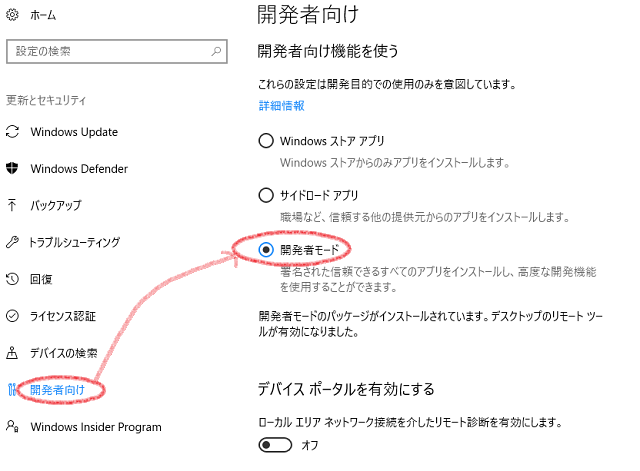 ホーム
設定の検索
更新とセキュリティ
Windows Update
Windows Defender
バックアップ
トラブルシューティング
回復
ライセンス認証
デバイスの検索
開発者向け
Windows Insider Program
開発者向け
開発者向け機能を使う
これらの設定は開発目的での使用のみを意図しています。
詳細情報
Windows ストア アプリ
Windows ストアからのみアプリをインストールします。
サイドロード アプリ
職場など、信頼する他の提供元からのアプリをインストールします。
開発者モード
署名された信頼できるすべてのアプリをインストールし、高度な開発機能
を使用することができます。
開発者モードのパッケージがインストールされています。デスクトップのリモート ツー
ルが有効になりました。
デバイス ポータルを有効にする
ローカル エリア ネットワーク接続を介したリモート診断を有効にします。
オフ